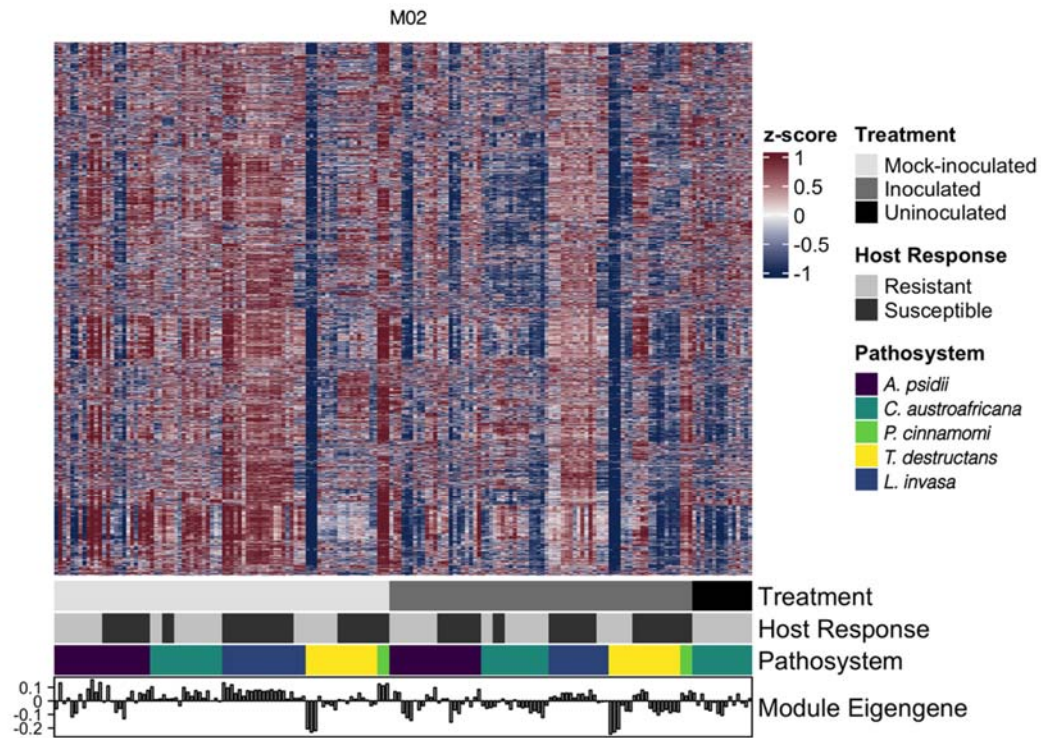 M02
z-score
1
0.5
0
-0.5
-1
Treatment
Mock-inoculated
Inoculated
Uninoculated
Host Response
Resistant
Susceptible
Pathosystem
A. psidii
C. austroafricana
P. cinnamomi
T. destructans
L. invasa
Treatment
Host Response
Pathosystem
0.1
0
-0.1
-0.2
Module Eigengene